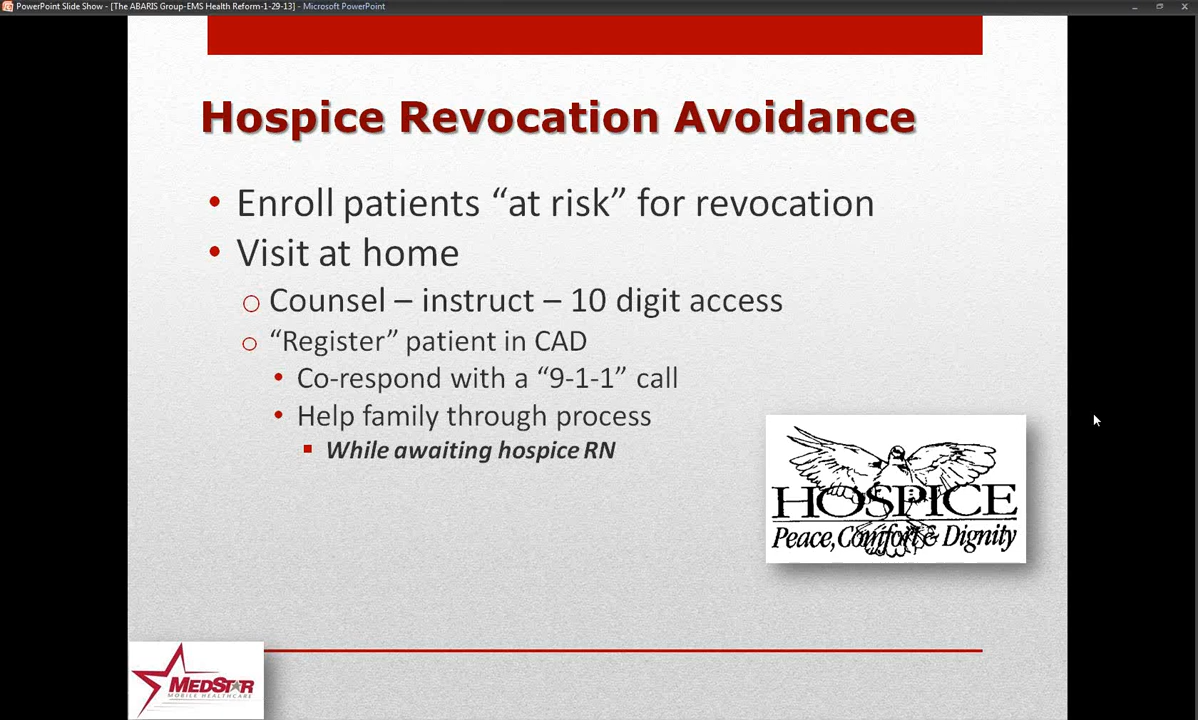 PowerPoint Slide Show - [The ABARIS Group-EMS Health Reform-1-29-13] - Microsoft PowerPoint
Hospice Revocation Avoidance
• Enroll patients “at risk” for revocation
• Visit at home
o Counsel – instruct – 10 digit access
o “Register” patient in CAD
• Co-respond with a “9-1-1” call
• Help family through process
▪ While awaiting hospice RN
HOSPICE
Peace, Comfort & Dignity
MEDSTAR
MOBILE HEALTHCARE